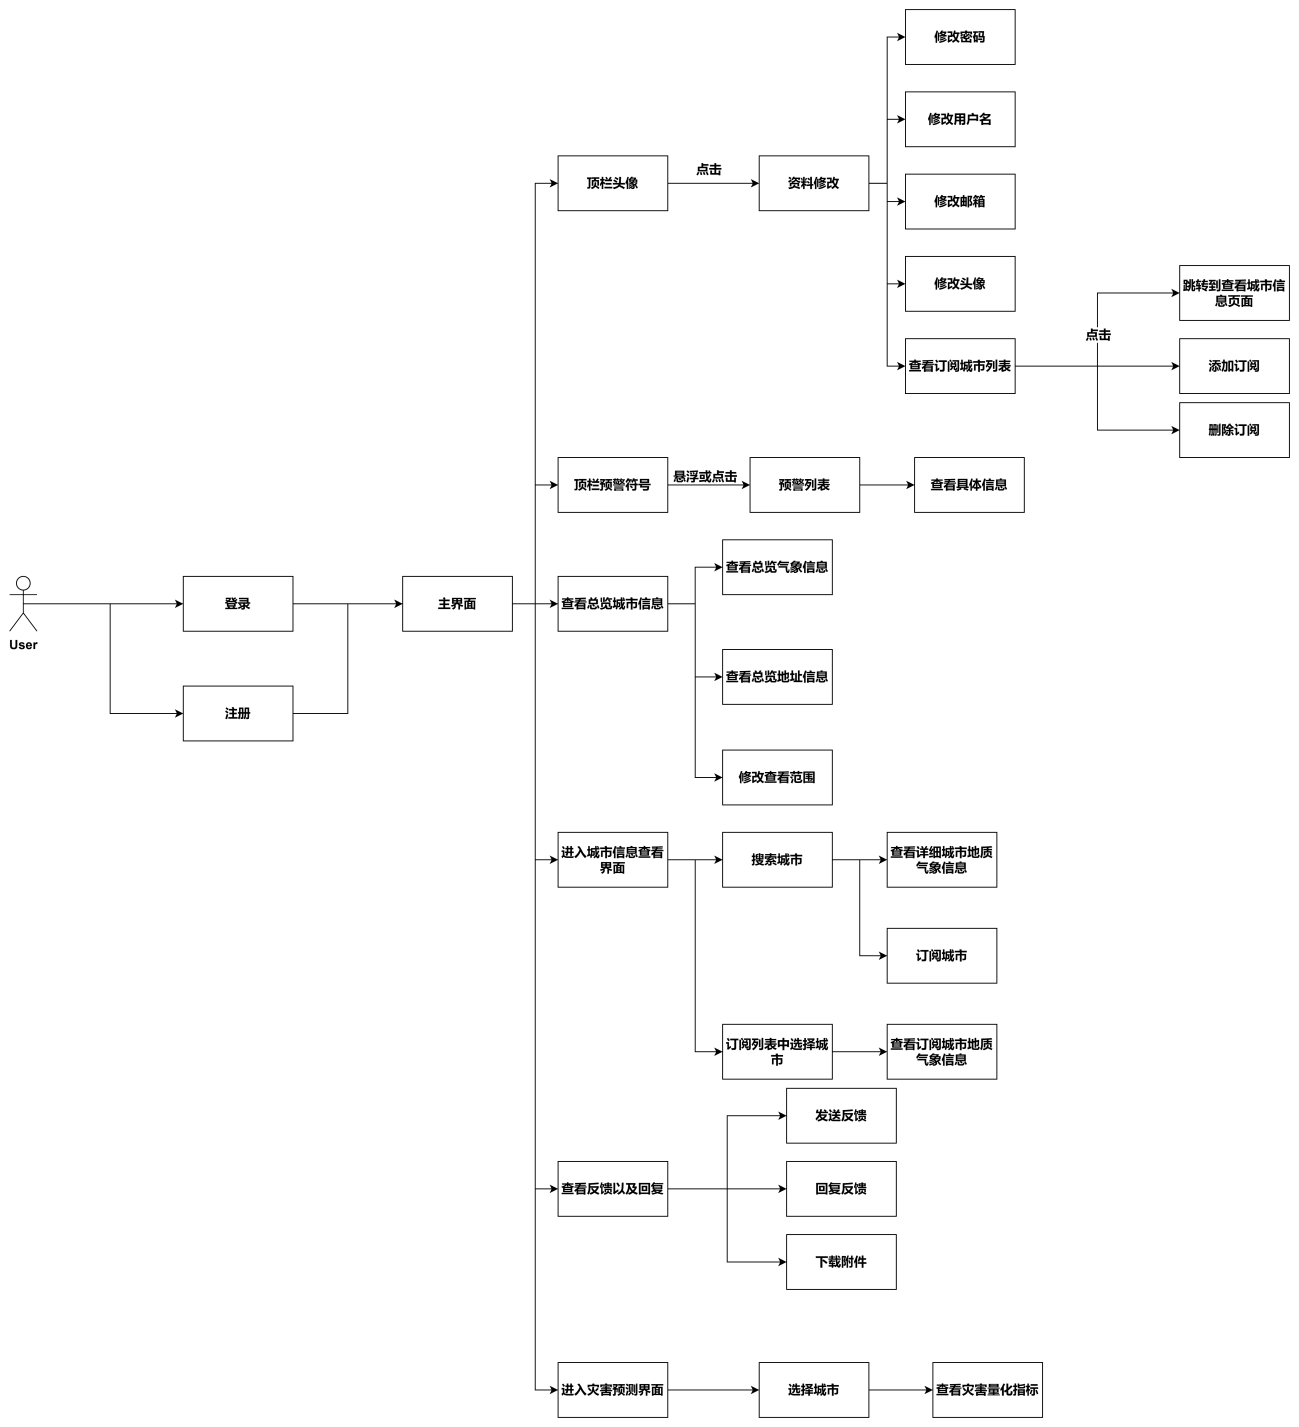 修改密码
修改用户名
点击
顶栏头像
资料修改
修改邮箱
修改头像
跳转到查看城市信
息页面
点击
查看订阅城市列表
添加订阅
删除订阅
悬浮或点击
顶栏预警符号
预警列表
查看具体信息
查看总览气象信息
登录
主界面
查看总览城市信息
User
查看总览地址信息
注册
修改查看范围
进入城市信息查看
界面
搜索城市
查看详细城市地质
气象信息
订阅城市
订阅列表中选择城
市
查看订阅城市地质
气象信息
发送反馈
查看反馈以及回复
回复反馈
下载附件
进入灾害预测界面
选择城市
查看灾害量化指标